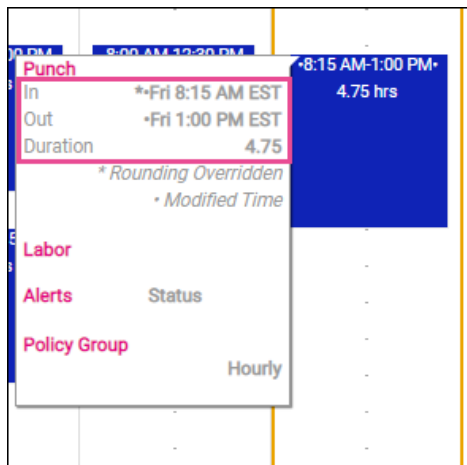 00 PM
8:00 AM-12:30 PM
•8:15 AM-1:00 PM•
4.75 hrs
Punch
In *•Fri 8:15 AM EST
Out •Fri 1:00 PM EST
Duration 4.75
* Rounding Overridden
• Modified Time
Labor
Alerts Status
Policy Group
Hourly